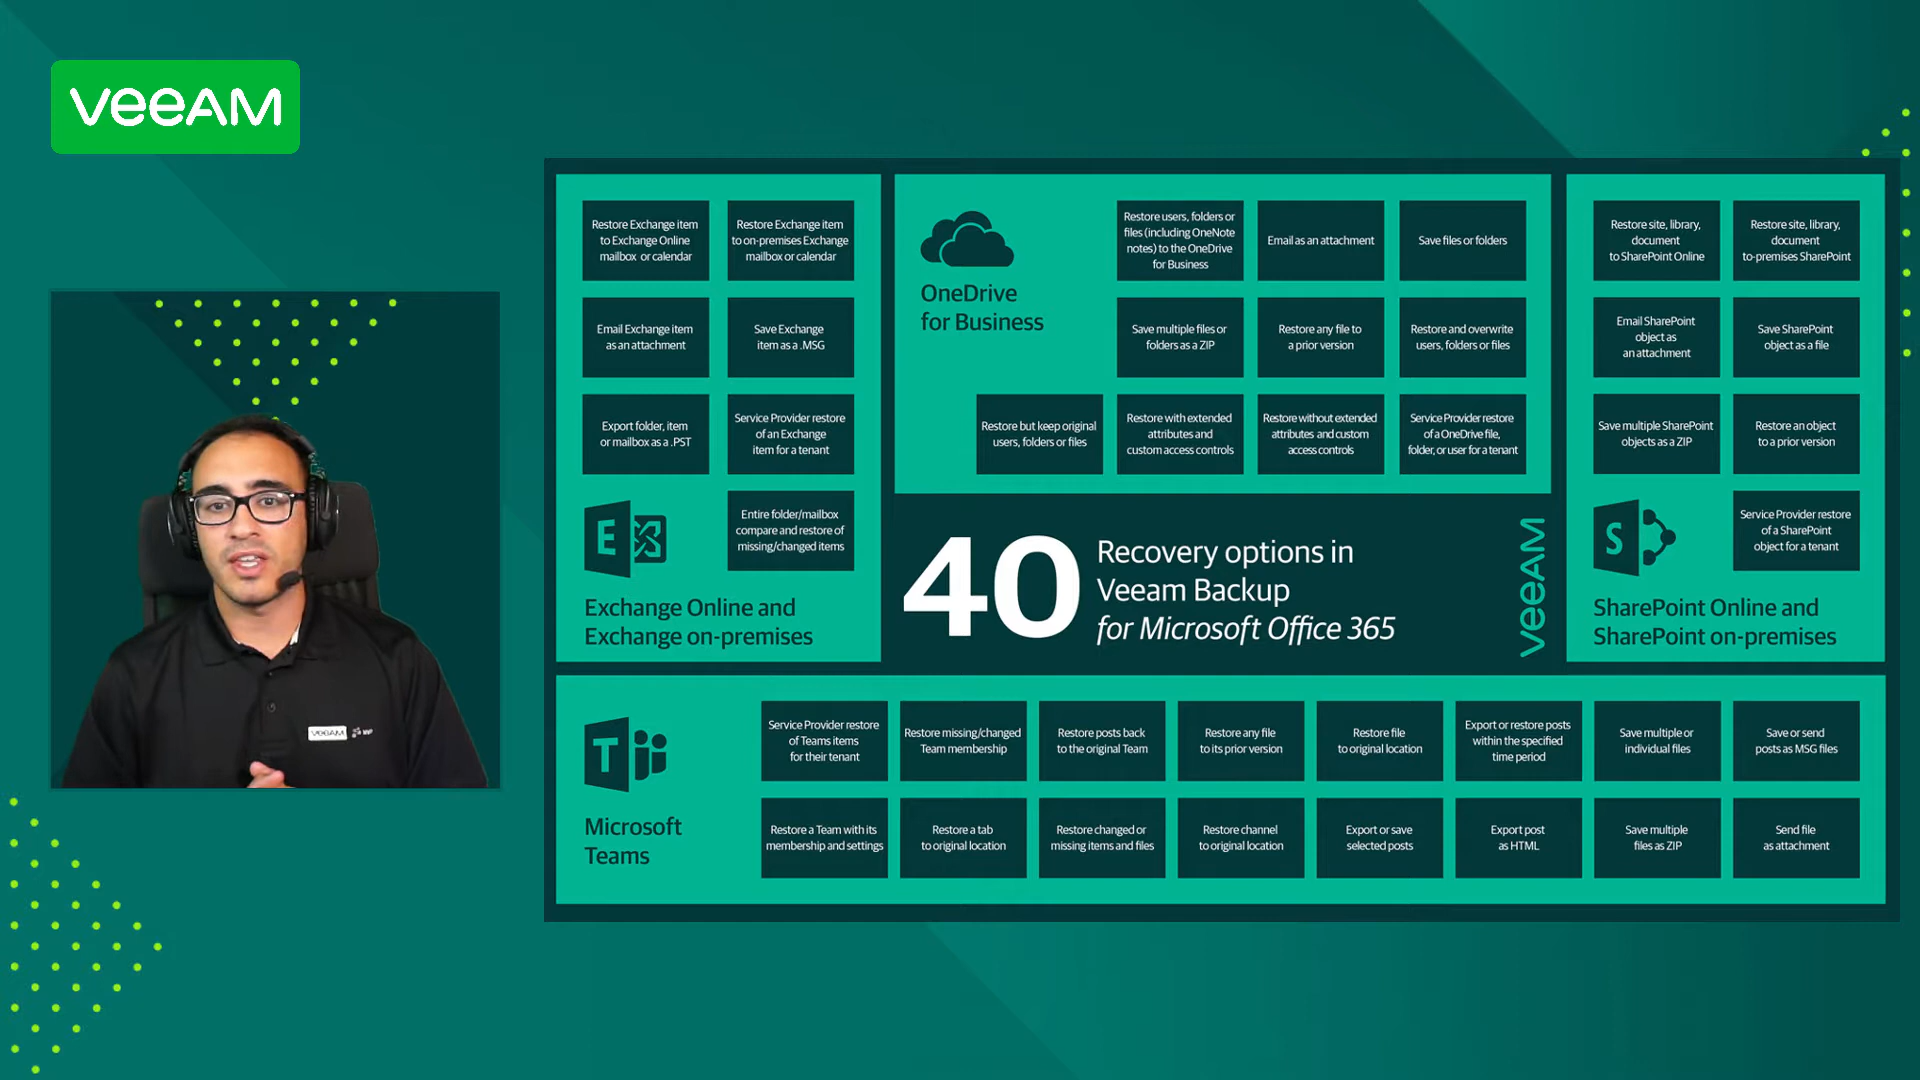 veeAM
Restore Exchange item
to Exchange Online
mailbox or calendar
Restore Exchange item
to on-premises Exchange
mailbox or calendar
Email Exchange item
as an attachment
Save Exchange
item as a .MSG
Export folder, item
or mailbox as a .PST
Service Provider restore
of an Exchange
item for a tenant
Entire folder/mailbox
compare and restore of
missing/changed items
E
Exchange Online and
Exchange on-premises
OneDrive
for Business
Restore users, folders or
files (including OneNote
notes) to the OneDrive
for Business
Email as an attachment
Save files or folders
Save multiple files or
folders as a ZIP
Restore any file to
a prior version
Restore and overwrite
users, folders or files
Restore but keep original
users, folders or files
Restore with extended
attributes and
custom access controls
Restore without extended
attributes and custom
access controls
Service Provider restore
of a OneDrive file,
folder, or user for a tenant
40
Recovery options in
Veeam Backup
for Microsoft Office 365
veeAM
Restore site, library,
document
to SharePoint Online
Restore site, library,
document
to-premises SharePoint
Email SharePoint
object as
an attachment
Save SharePoint
object as a file
Save multiple SharePoint
objects as a ZIP
Restore an object
to a prior version
Service Provider restore
of a SharePoint
object for a tenant
S
SharePoint Online and
SharePoint on-premises
T
Microsoft
Teams
Service Provider restore
of Teams items
for their tenant
Restore missing/changed
Team membership
Restore posts back
to the original Team
Restore any file
to its prior version
Restore file
to original location
Export or restore posts
within the specified
time period
Save multiple or
individual files
Save or send
posts as MSG files
Restore a Team with its
membership and settings
Restore a tab
to original location
Restore changed or
missing items and files
Restore channel
to original location
Export or save
selected posts
Export post
as HTML
Save multiple
files as ZIP
Send file
as attachment
veeAM